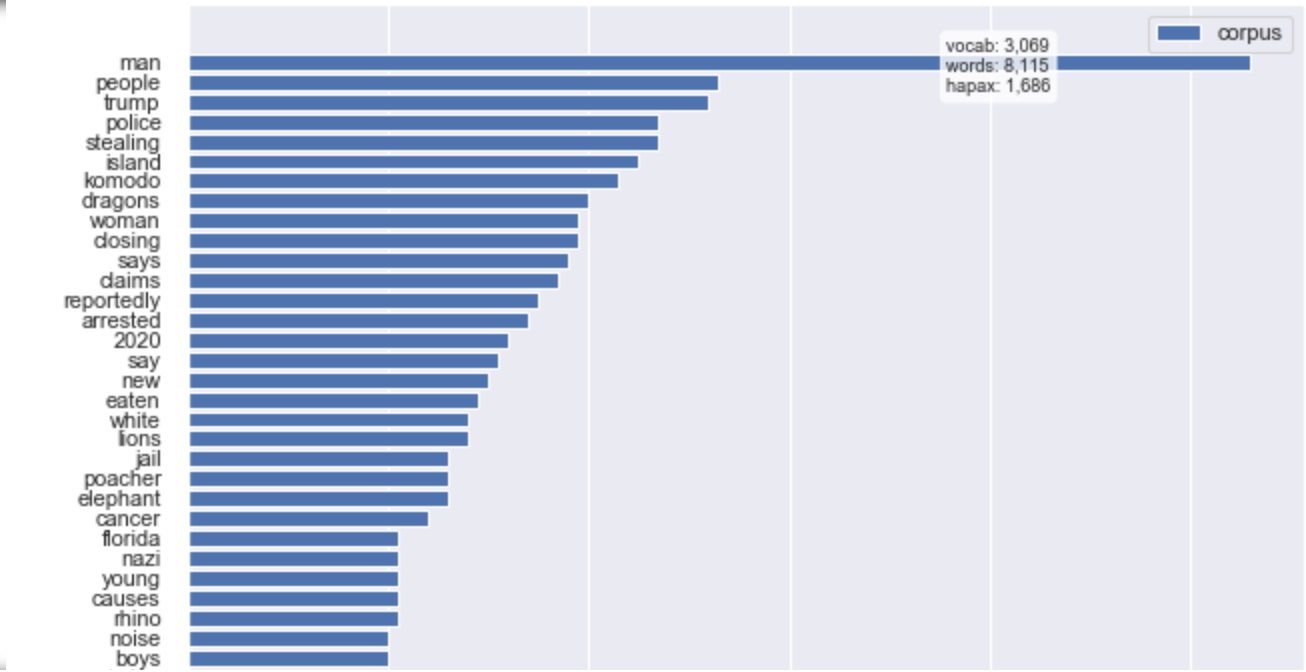 corpus
vocab: 3,069
words: 8,115
hapax: 1,686
man
people
trump
police
stealing
island
komodo
dragons
woman
closing
says
claims
reportedly
arrested
2020
say
new
eaten
white
lions
jail
poacher
elephant
cancer
florida
nazi
young
causes
rhino
noise
boys